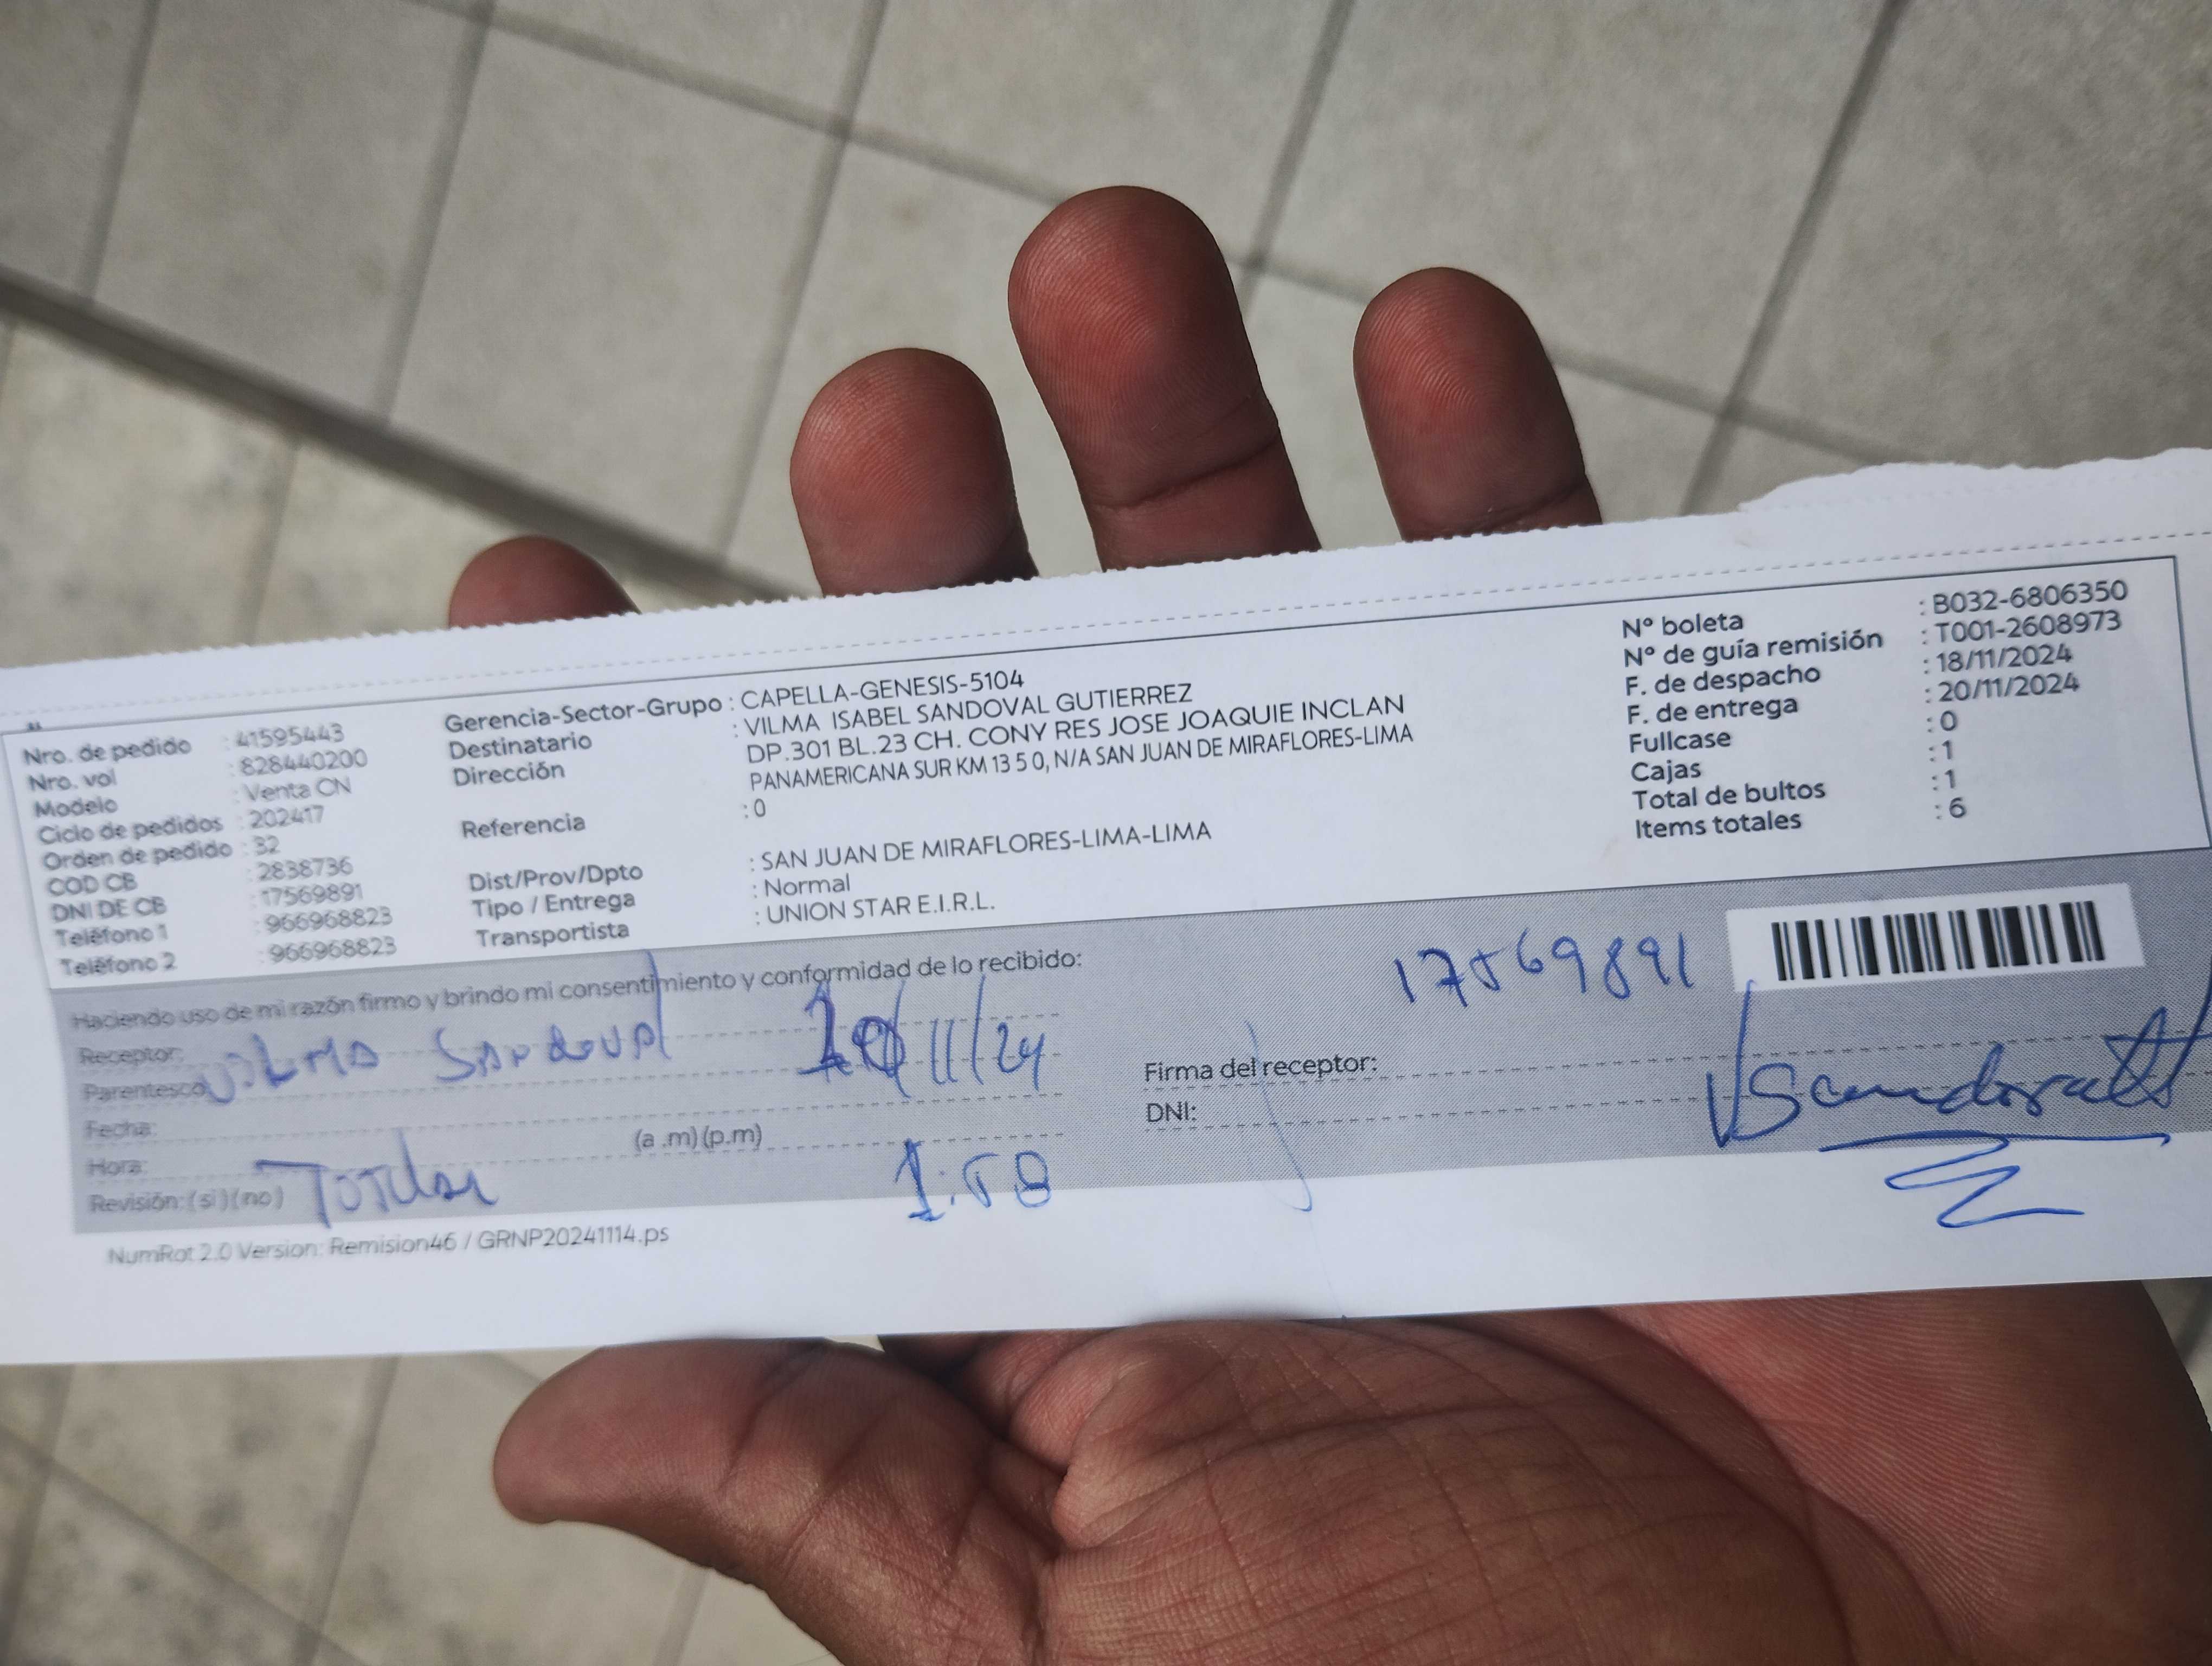 Nro. de pedido : 41595443
Nro. vol : 828440200
Modelo : Venta CN
Ciclo de pedidos : 202417
Orden de pedido : 32
COD CB : 2838736
DNI DE CB : 17569891
Teléfono 1 : 966968823
Teléfono 2 : 966968823
Gerencia-Sector-Grupo : CAPELLA-GENESIS-5104
Destinatario : VILMA ISABEL SANDOVAL GUTIERREZ
Dirección DP.301 BL.23 CH. CONY RES JOSE JOAQUIE INCLAN
PANAMERICANA SUR KM 13 5 0, N/A SAN JUAN DE MIRAFLORES-LIMA
Referencia : 0
Dist/Prov/Dpto : SAN JUAN DE MIRAFLORES-LIMA-LIMA
Tipo / Entrega : Normal
Transportista : UNION STAR E.I.R.L.
Nº boleta : B032-6806350
Nº de guía remisión : T001-2608973
F. de despacho : 18/11/2024
F. de entrega : 20/11/2024
Fullcase : 0
Cajas : 1
Total de bultos : 1
Items totales : 6
Haciendo uso de mi razón firmo y brindo mi consentimiento y conformidad de lo recibido:
17569891
Receptor:
Parentesco: Sandoval /11/24
Fecha:
Hora: (a .m) (p.m)
Revisión: (si) (no) 1:58
Firma del receptor: Sandoval
DNI:
NumRot 2.0 Version: Remision46 / GRNP20241114.ps